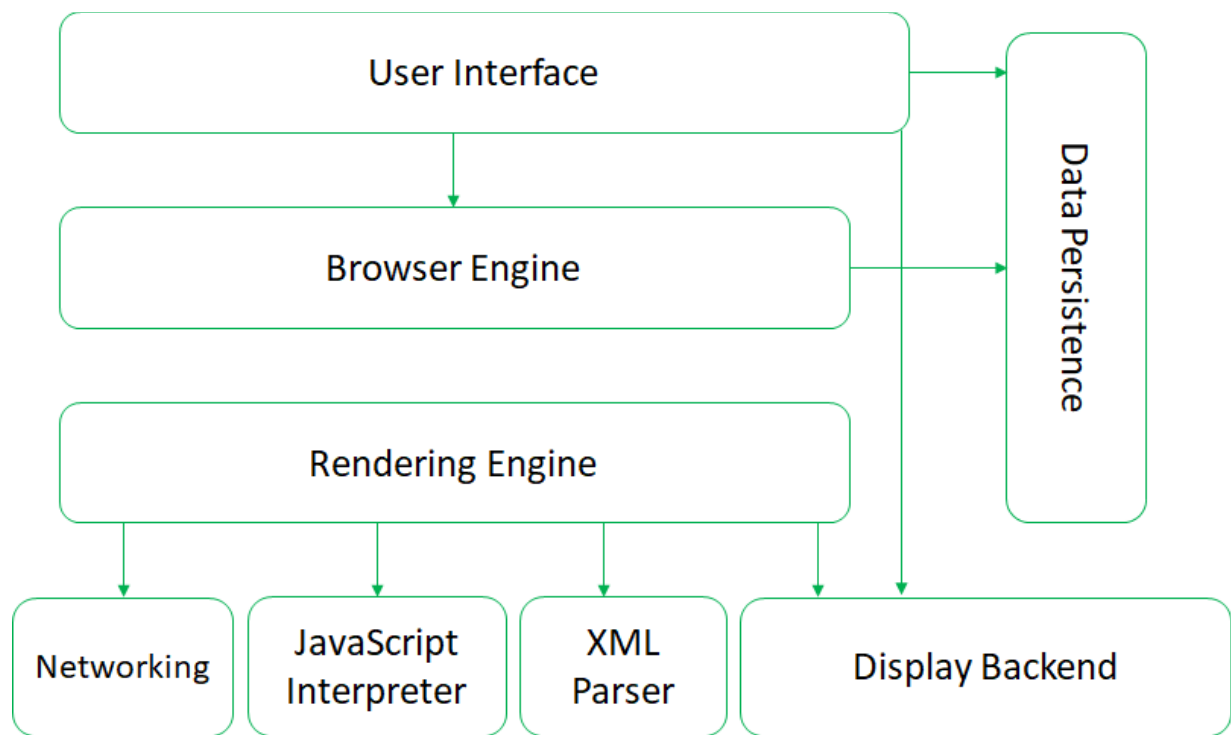 User Interface
Data Persistence
Browser Engine
Rendering Engine
Networking
JavaScript
Interpreter
XML
Parser
Display Backend